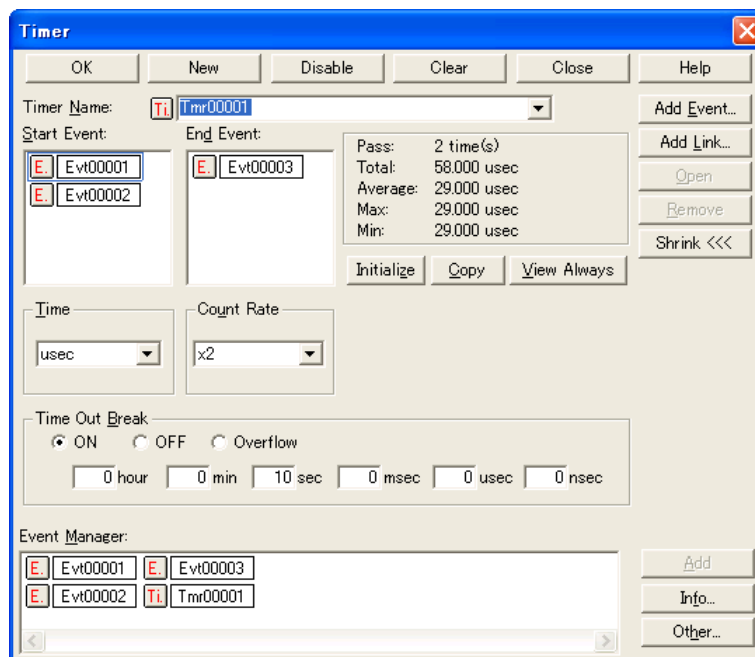 Timer
OK New Disable Clear Close Help
Timer Name: Ti. Tmr00001 Add Event...
Start Event: End Event: Add Link...
E. Evt00001 E. Evt00003
E. Evt00002
Pass: 2 time(s)
Total: 58.000 usec
Average: 29.000 usec
Max: 29.000 usec
Min: 29.000 usec
Open
Remove
Shrink <<<
Initialize Copy View Always
Time Count Rate
usec x2
Time Out Break
ON OFF Overflow
0 hour 0 min 10 sec 0 msec 0 usec 0 nsec
Event Manager:
E. Evt00001 E. Evt00003
E. Evt00002 Ti. Tmr00001
Add
Info...
Other...